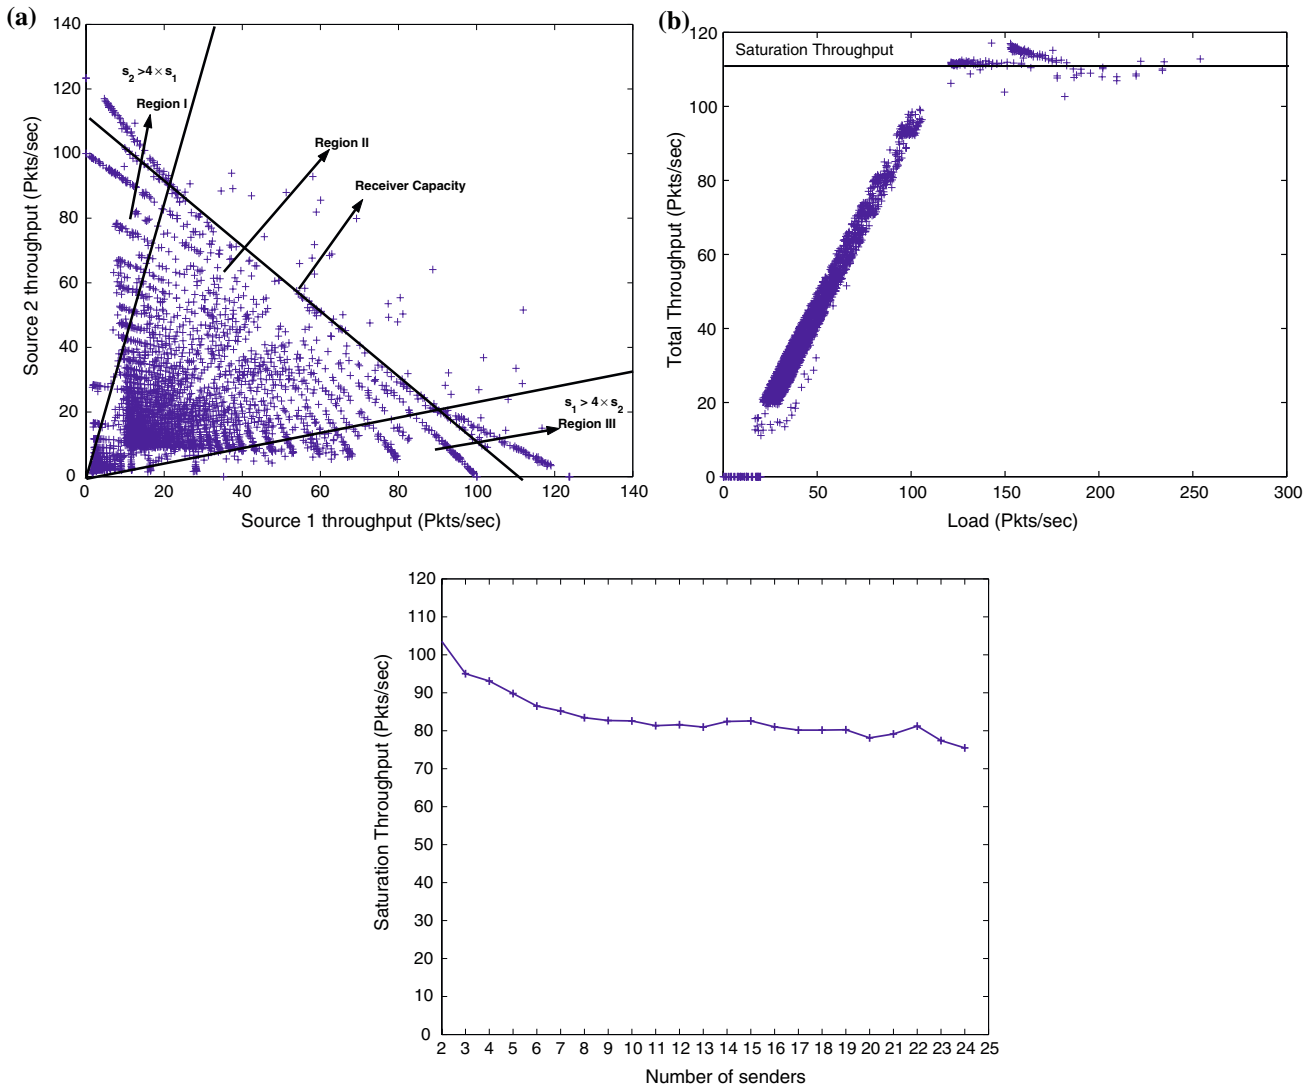 (a)
140
120
100
80
60
40
20
0
Source 2 throughput (Pkts/sec)
s2 >4 × s1
Region I
Region II
Receiver Capacity
s1 > 4 × s2
Region III
0 20 40 60 80 100 120 140
Source 1 throughput (Pkts/sec)
(b)
120
100
80
60
40
20
0
Total Throughput (Pkts/sec)
Saturation Throughput
0 50 100 150 200 250 300
Load (Pkts/sec)
120
110
100
90
80
70
60
50
40
30
20
10
0
Saturation Throughput (Pkts/sec)
2 3 4 5 6 7 8 9 10 11 12 13 14 15 16 17 18 19 20 21 22 23 24 25
Number of senders